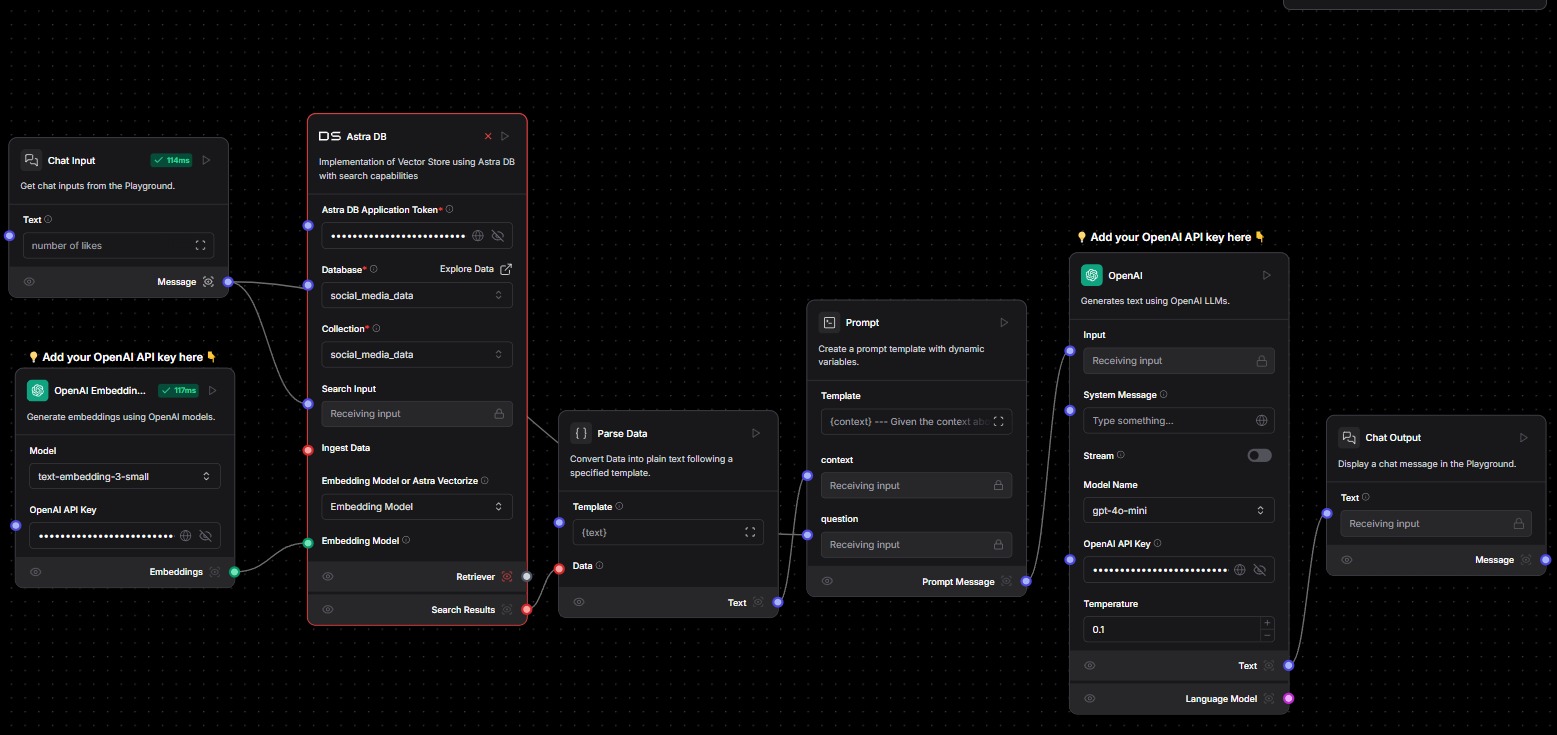 Chat Input
114ms
Get chat inputs from the Playground.
Text
number of likes
Message
Add your OpenAI API key here
OpenAI Embeddin...
117ms
Generate embeddings using OpenAI models.
Model
text-embedding-3-small
OpenAI API Key
Embeddings
DS Astra DB
Implementation of Vector Store using Astra DB
with search capabilities
Astra DB Application Token*
Database*
Explore Data
social_media_data
Collection*
social_media_data
Search Input
Receiving input
Ingest Data
Embedding Model or Astra Vectorize
Embedding Model
Embedding Model
Retriever
Search Results
Parse Data
Convert Data into plain text following a
specified template.
Template
{text}
Data
Text
Prompt
Create a prompt template with dynamic
variables.
Template
{context} --- Given the context abo
context
Receiving input
question
Receiving input
Prompt Message
Add your OpenAI API key here
OpenAI
Generates text using OpenAI LLMs.
Input
Receiving input
System Message
Type something...
Stream
Model Name
gpt-4o-mini
OpenAI API Key
Temperature
0.1
Text
Language Model
Chat Output
Display a chat message in the Playground.
Text
Receiving input
Message